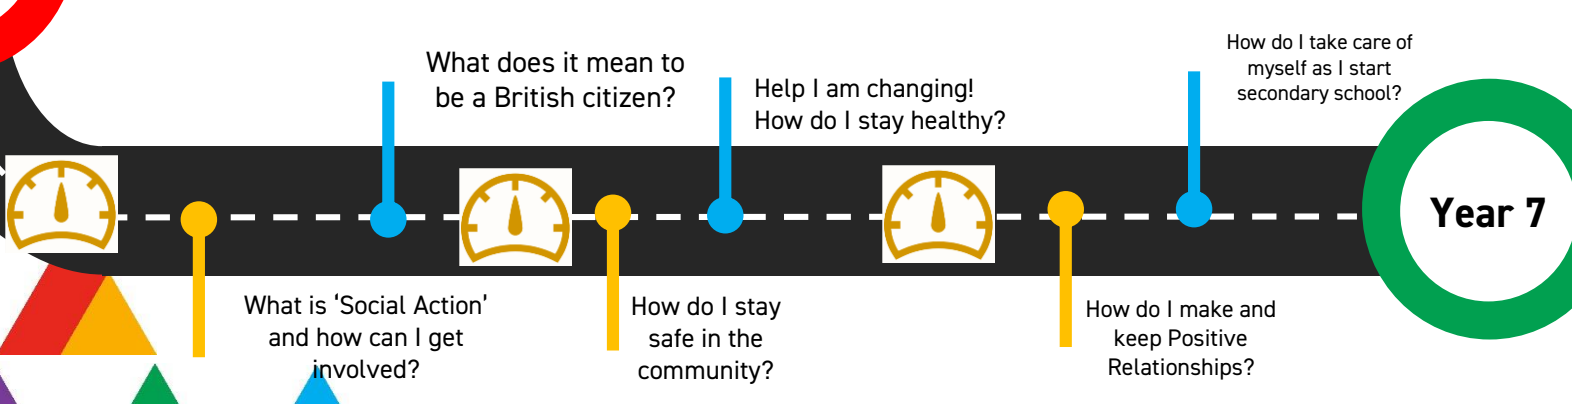 What does it mean to
be a British citizen?
Help I am changing!
How do I stay healthy?
How do I take care of
myself as I start
secondary school?
Year 7
What is ‘Social Action’
and how can I get
involved?
How do I stay
safe in the
community?
How do I make and
keep Positive
Relationships?